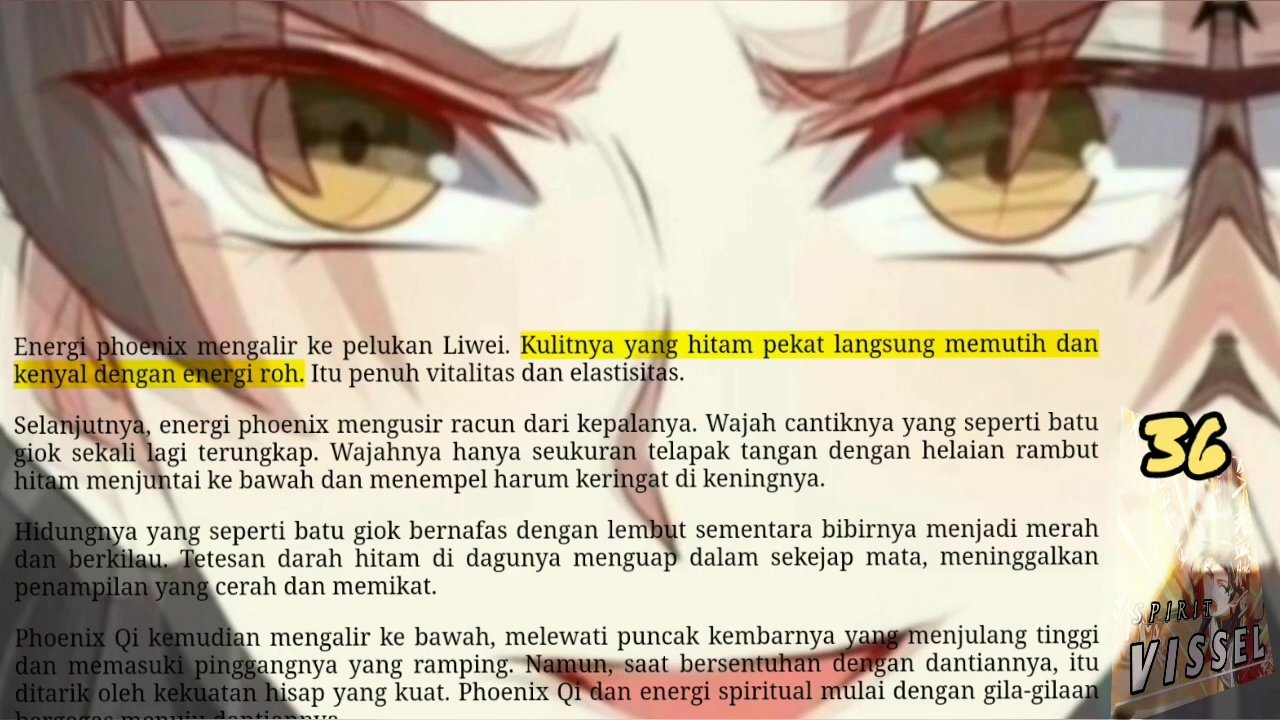 Energi phoenix mengalir ke pelukan Liwei. Kulitnya yang hitam pekat langsung memutih dan
kenyal dengan energi roh. Itu penuh vitalitas dan elastisitas.
Selanjutnya, energi phoenix mengusir racun dari kepalanya. Wajah cantiknya yang seperti batu
giok sekali lagi terungkap. Wajahnya hanya seukuran telapak tangan dengan helaian rambut
hitam menjuntai ke bawah dan menempel harum keringat di keningnya.
Hidungnya yang seperti batu giok bernafas dengan lembut sementara bibirnya menjadi merah
dan berkilau. Tetesan darah hitam di dagunya menguap dalam sekejap mata, meninggalkan
penampilan yang cerah dan memikat.
Phoenix Qi kemudian mengalir ke bawah, melewati puncak kembarnya yang menjulang tinggi
dan memasuki pinggangnya yang ramping. Namun, saat bersentuhan dengan dantiannya, itu
ditarik oleh kekuatan hisap yang kuat. Phoenix Qi dan energi spiritual mulai dengan gila-gilaan
bergegas menuju dantiannya.
36
SPIRIT
VISSEL